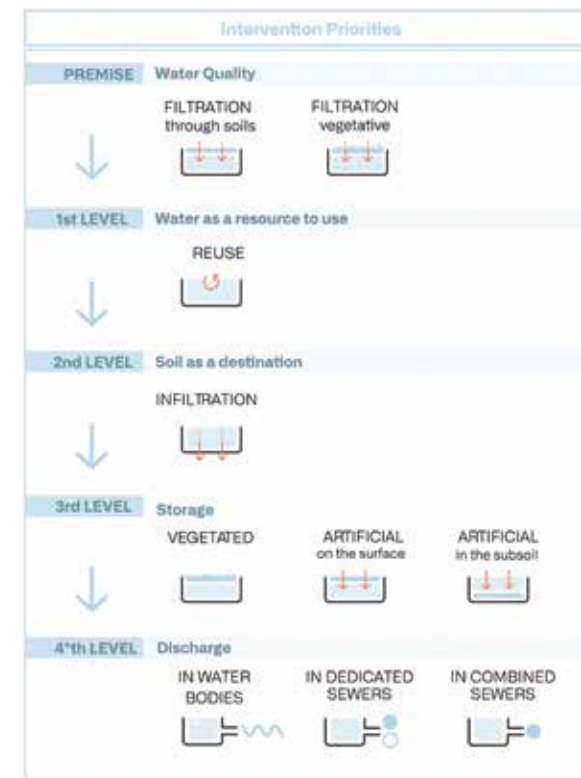 Intervention Priorities
PREMISE Water Quality
FILTRATION
through soils
FILTRATION
vegetative
1st LEVEL Water as a resource to use
REUSE
2nd LEVEL Soil as a destination
INFILTRATION
3rd LEVEL Storage
VEGETATED
ARTIFICIAL
on the surface
ARTIFICIAL
in the subsoil
4°th LEVEL Discharge
IN WATER
BODIES
IN DEDICATED
SEWERS
IN COMBINED
SEWERS